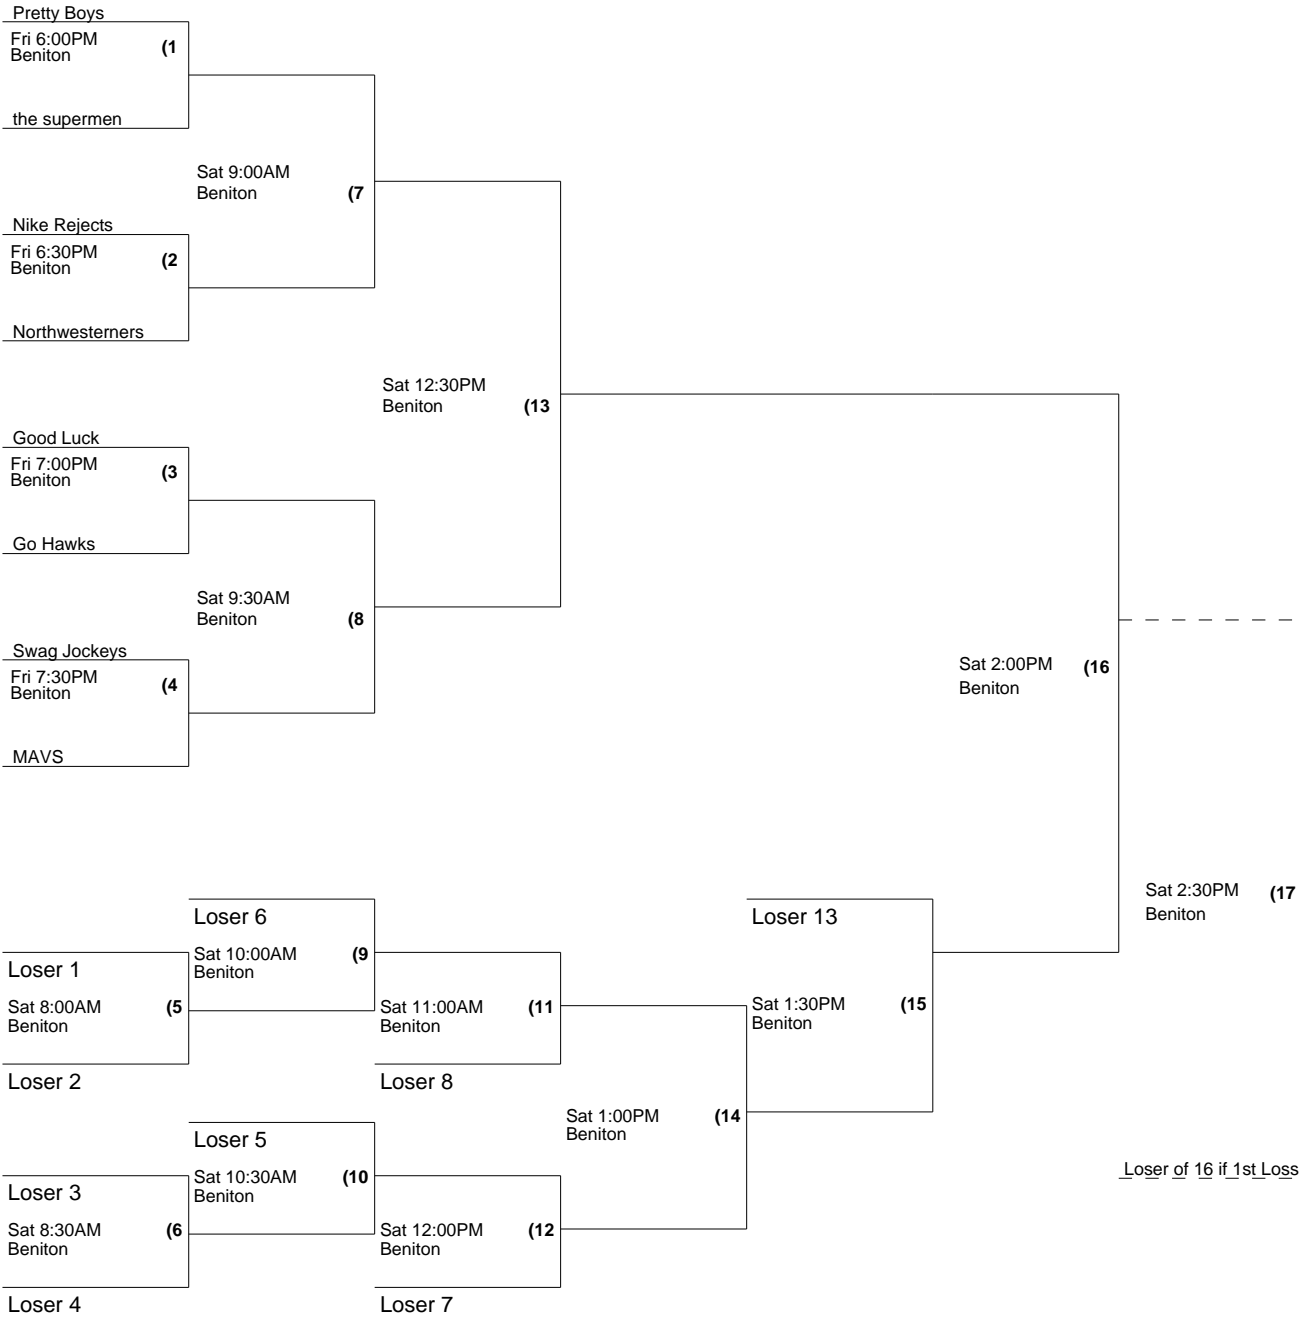 Pretty Boys
Fri 6:00PM
Beniton
(1
the supermen
Sat 9:00AM
Beniton
(7
Nike Rejects
Fri 6:30PM
Beniton
(2
Northwesterners
Sat 12:30PM
Beniton
(13
Good Luck
Fri 7:00PM
Beniton
(3
Go Hawks
Sat 9:30AM
Beniton
(8
Swag Jockeys
Fri 7:30PM
Beniton
(4
MAVS
Sat 2:00PM
Beniton
(16
Sat 2:30PM
Beniton
(17
Loser 6
Sat 10:00AM
Beniton
(9
Loser 13
Loser 1
Sat 8:00AM
Beniton
(5
Loser 2
Sat 11:00AM
Beniton
(11
Loser 8
Sat 1:30PM
Beniton
(15
Sat 1:00PM
Beniton
(14
Loser 5
Sat 10:30AM
Beniton
(10
Loser 3
Sat 8:30AM
Beniton
(6
Loser 4
Sat 12:00PM
Beniton
(12
Loser 7
Loser of 16 if 1st Loss